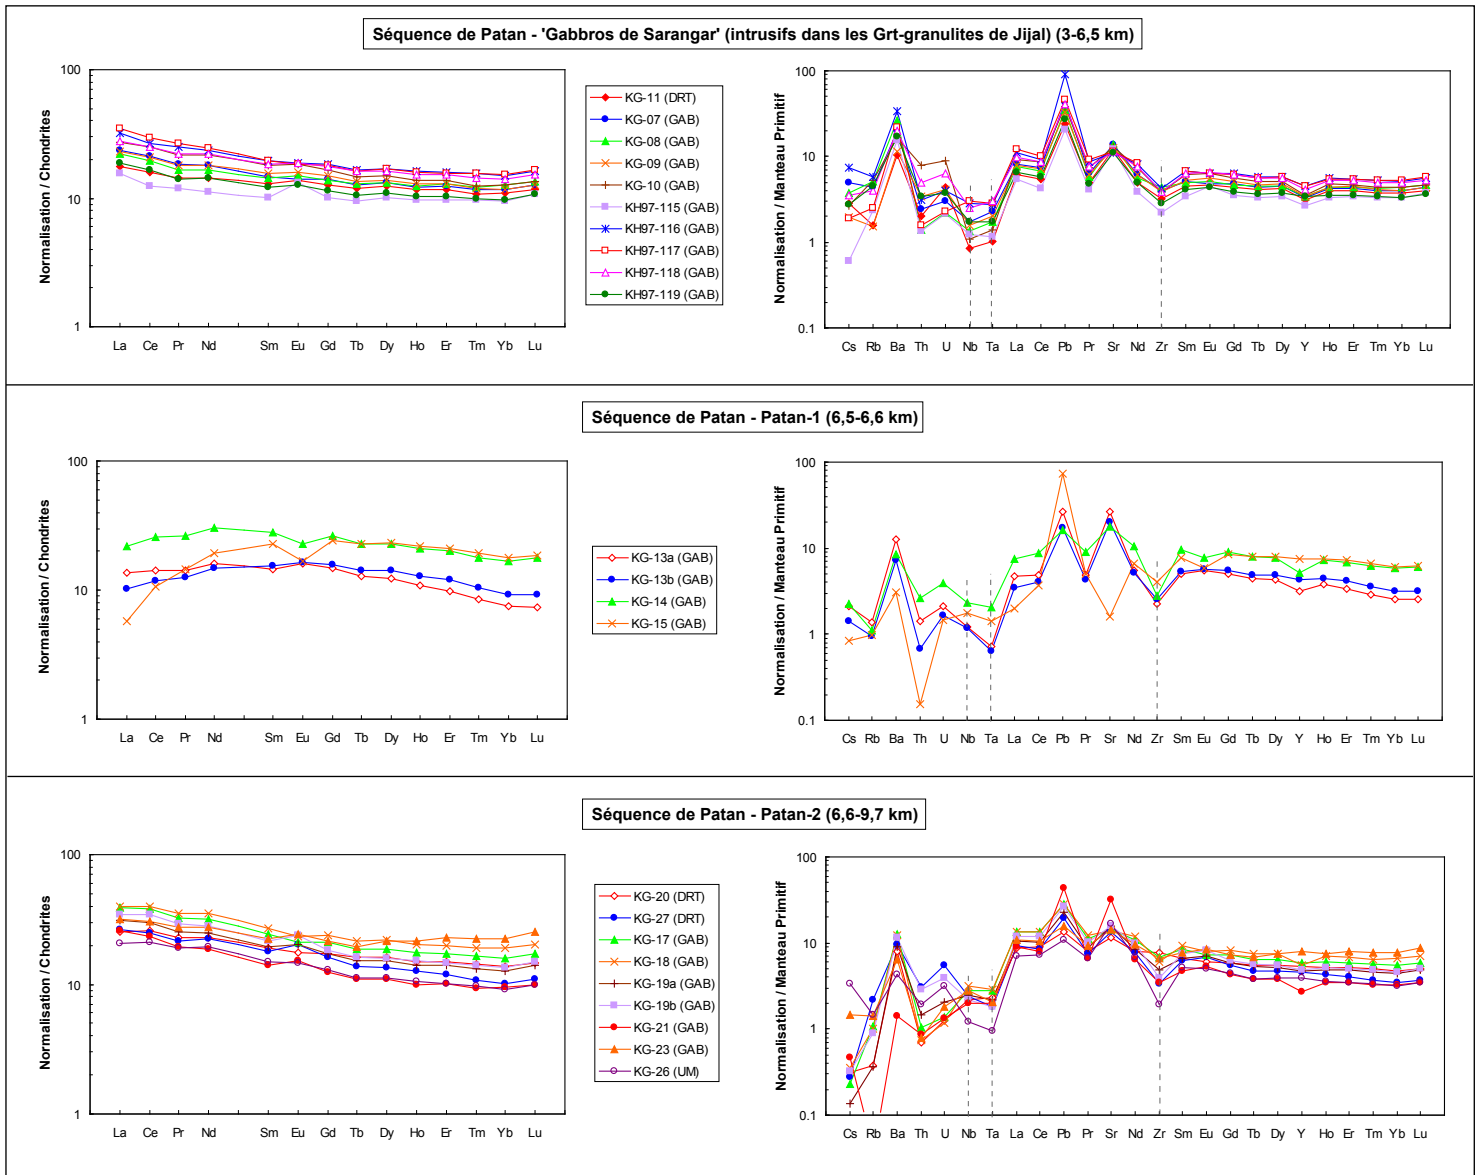 Séquence de Patan - 'Gabbros de Sarangar' (intrusifs dans les Grt-granulites de Jijal) (3-6,5 km)
Normalisation / Chondrites
100
10
1
La Ce Pr Nd Sm Eu Gd Tb Dy Ho Er Tm Yb Lu
KG-11 (DRT)
KG-07 (GAB)
KG-08 (GAB)
KG-09 (GAB)
KG-10 (GAB)
KH97-115 (GAB)
KH97-116 (GAB)
KH97-117 (GAB)
KH97-118 (GAB)
KH97-119 (GAB)
Normalisation / Manteau Primitif
100
10
1
0.1
Cs Rb Ba Th U Nb Ta La Ce Pb Pr Sr Nd Zr Sm Eu Gd Tb Dy Y Ho Er Tm Yb Lu
Séquence de Patan - Patan-1 (6,5-6,6 km)
Normalisation / Chondrites
100
10
1
La Ce Pr Nd Sm Eu Gd Tb Dy Ho Er Tm Yb Lu
KG-13a (GAB)
KG-13b (GAB)
KG-14 (GAB)
KG-15 (GAB)
Normalisation / Manteau Primitif
100
10
1
0.1
Cs Rb Ba Th U Nb Ta La Ce Pb Pr Sr Nd Zr Sm Eu Gd Tb Dy Y Ho Er Tm Yb Lu
Séquence de Patan - Patan-2 (6,6-9,7 km)
Normalisation / Chondrites
100
10
1
La Ce Pr Nd Sm Eu Gd Tb Dy Ho Er Tm Yb Lu
KG-20 (DRT)
KG-27 (DRT)
KG-17 (GAB)
KG-18 (GAB)
KG-19a (GAB)
KG-19b (GAB)
KG-21 (GAB)
KG-23 (GAB)
KG-26 (UM)
Normalisation / Manteau Primitif
100
10
1
0.1
Cs Rb Ba Th U Nb Ta La Ce Pb Pr Sr Nd Zr Sm Eu Gd Tb Dy Y Ho Er Tm Yb Lu